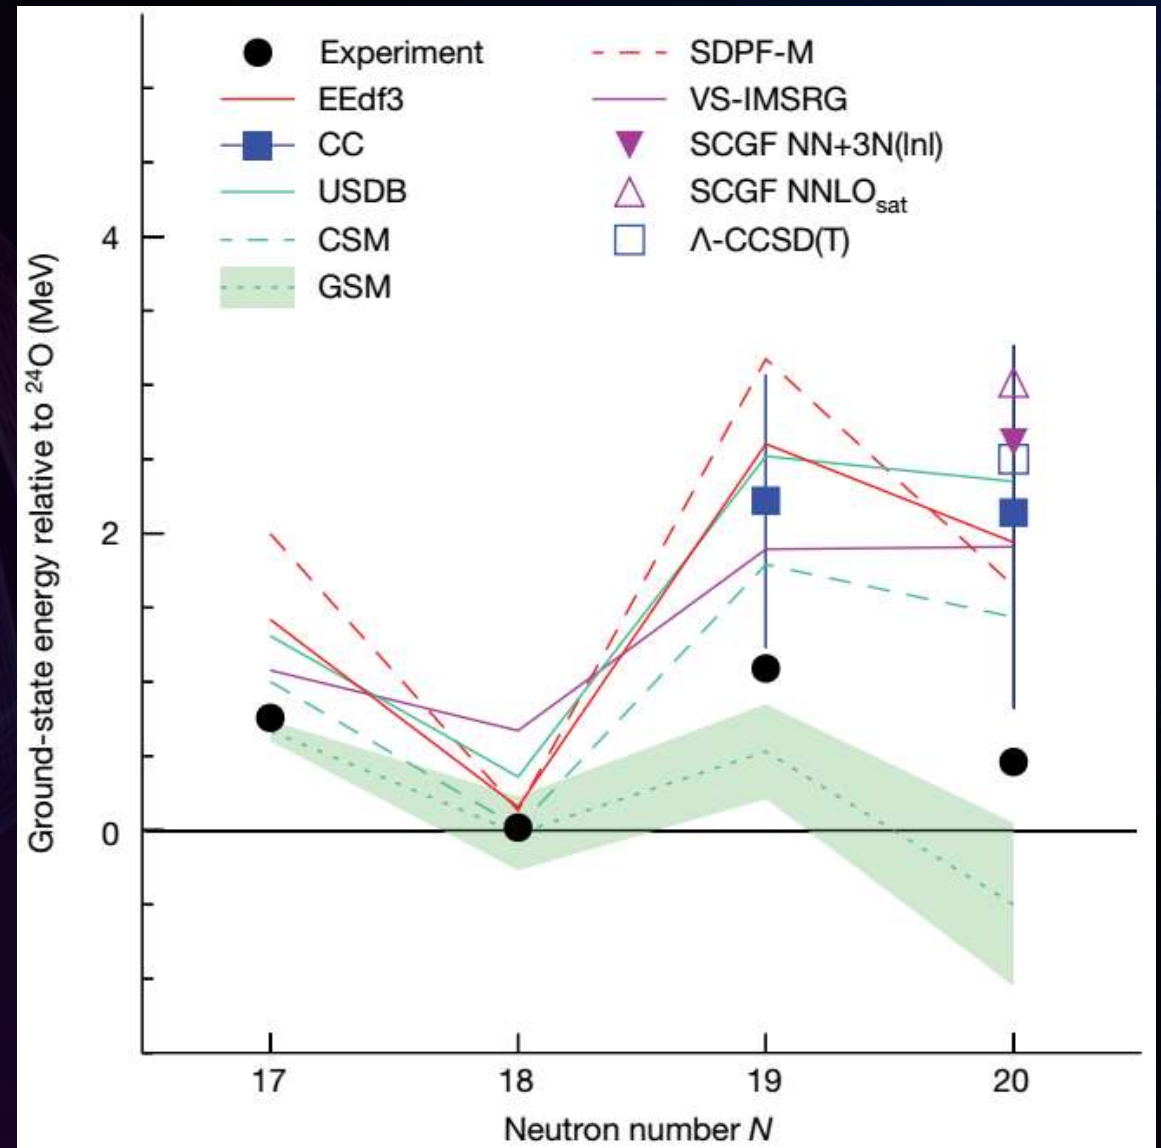 Experiment
EEdf3
CC
USDB
CSM
GSM
SDPF-M
VS-IMSRG
SCGF NN+3N(lnl)
SCGF NNLOsat
Λ-CCSD(T)
Ground-state energy relative to 24O (MeV)
4
2
0
17 18 19 20
Neutron number N